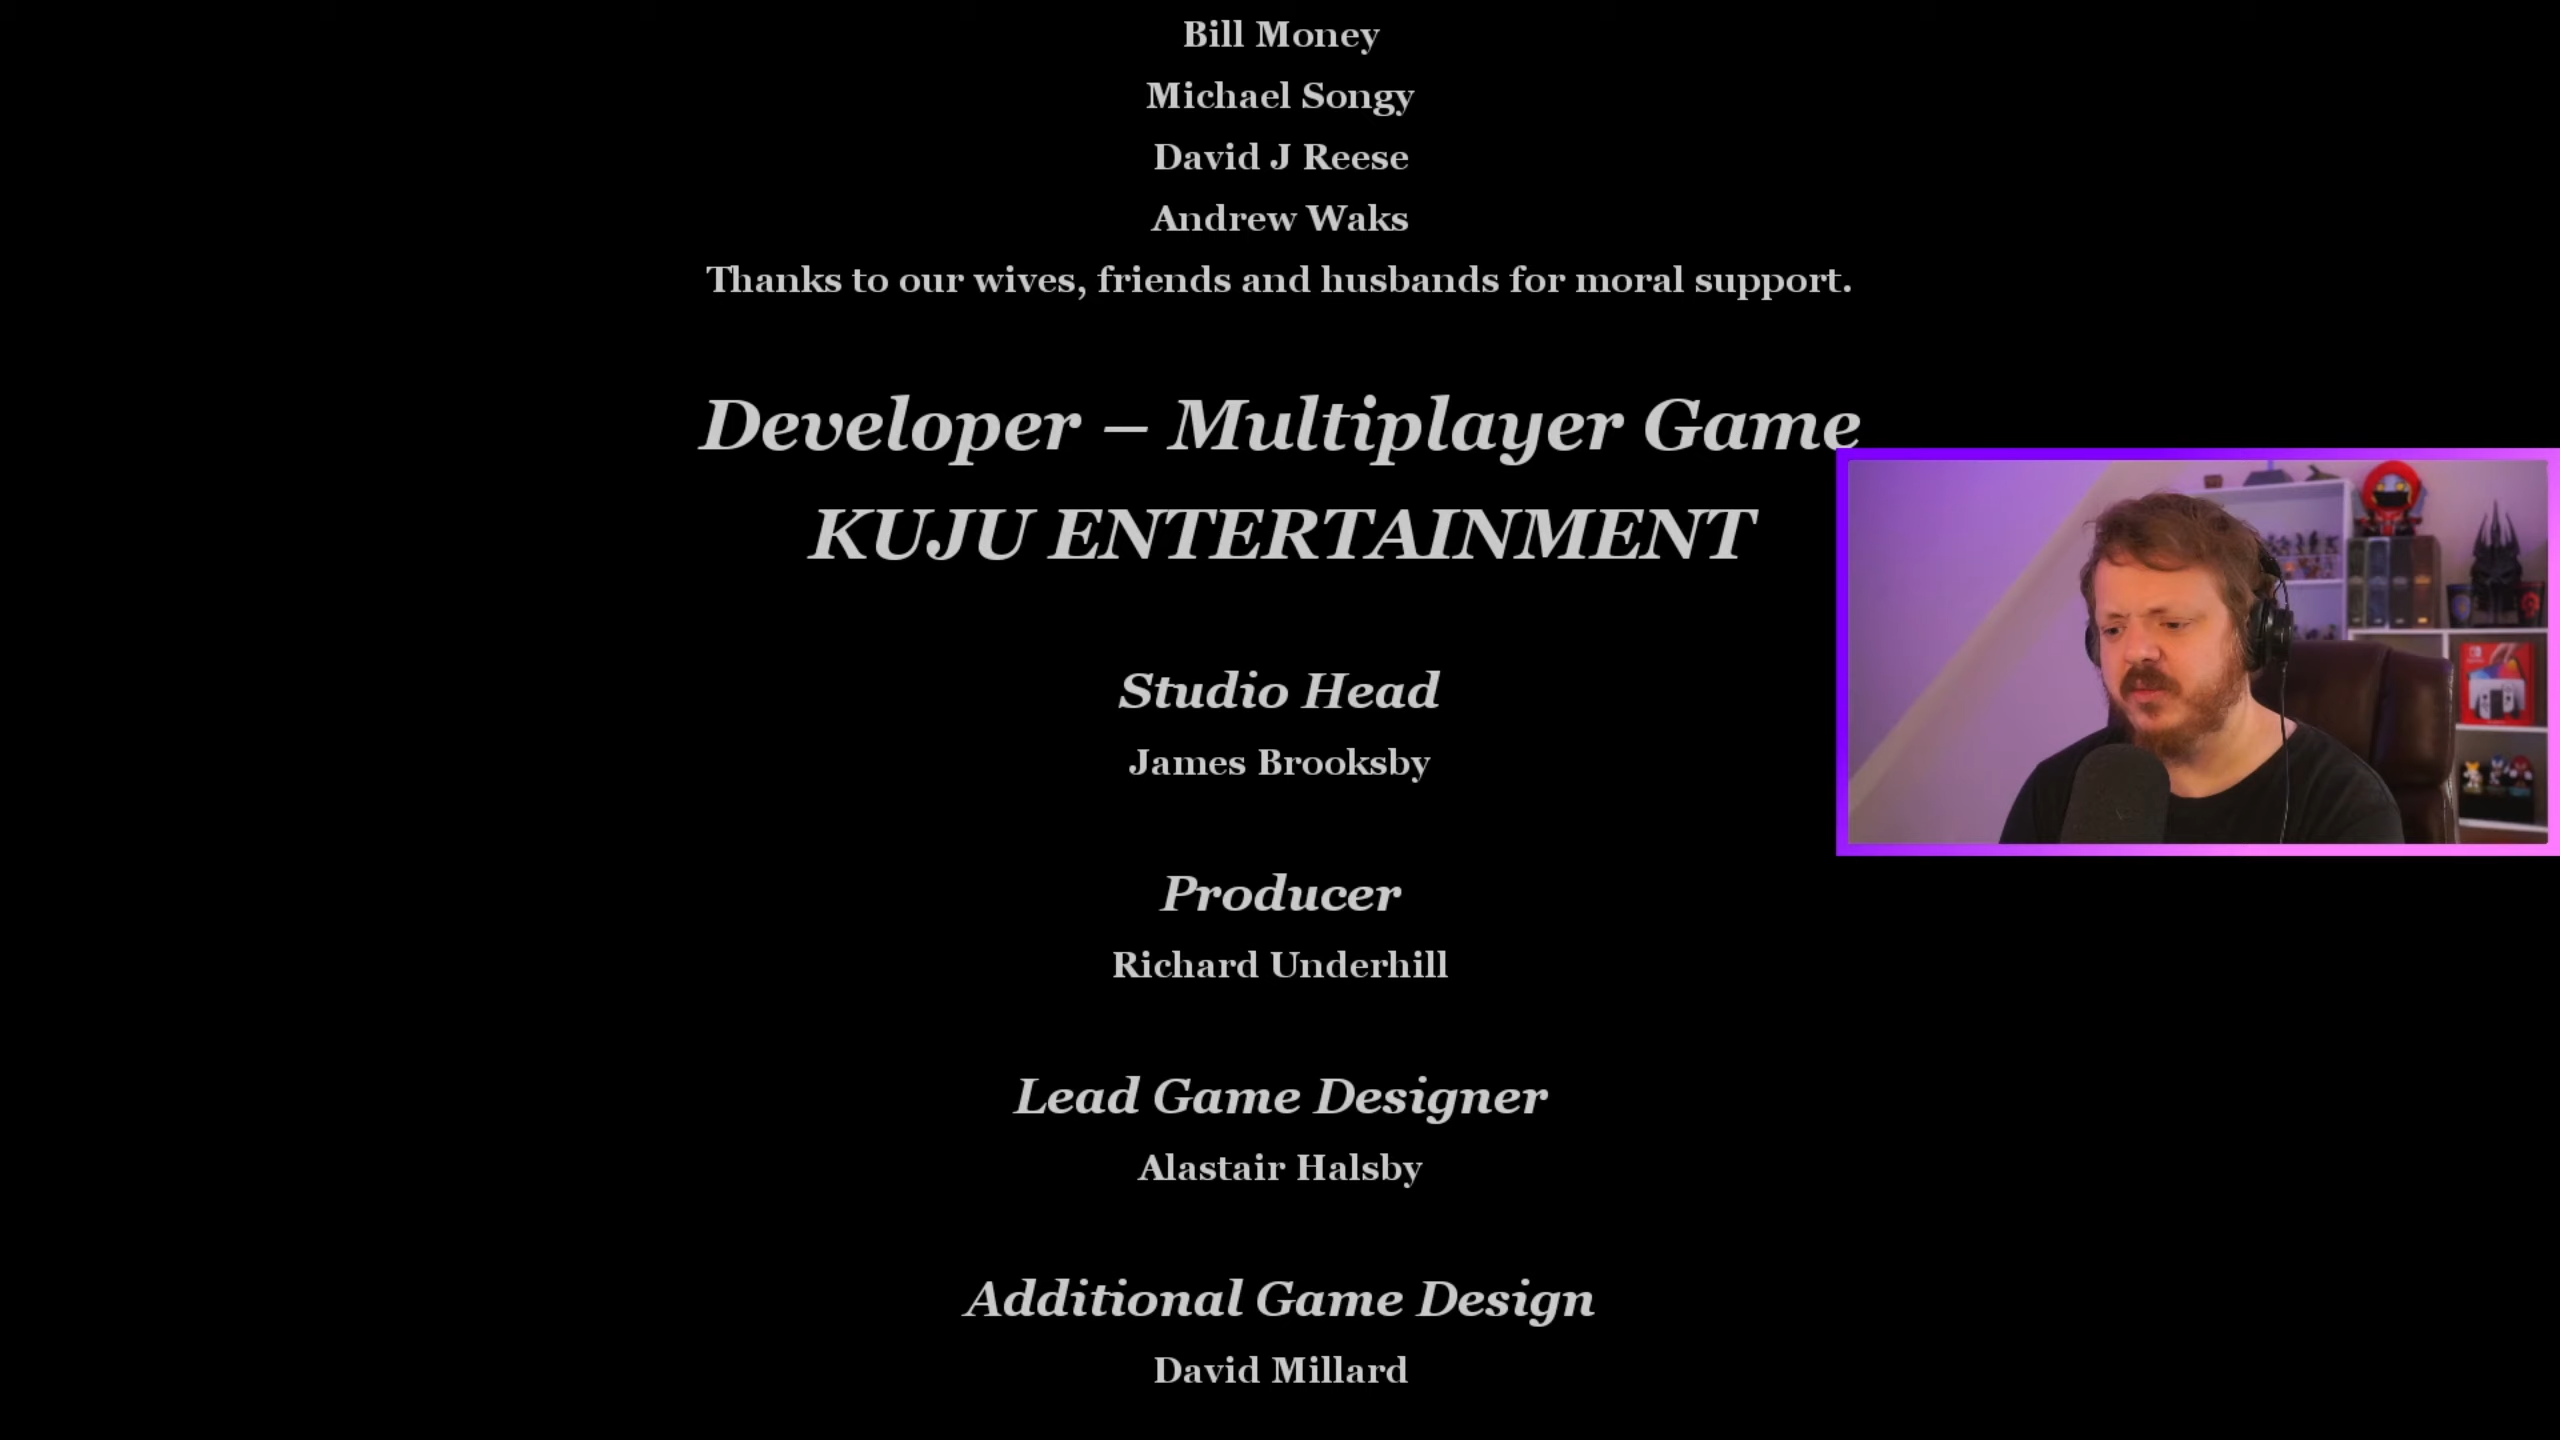 Bill Money
Michael Songy
David J Reese
Andrew Waks
Thanks to our wives, friends and husbands for moral support.
Developer – Multiplayer Game
KUJU ENTERTAINMENT
Studio Head
James Brooksby
Producer
Richard Underhill
Lead Game Designer
Alastair Halsby
Additional Game Design
David Millard